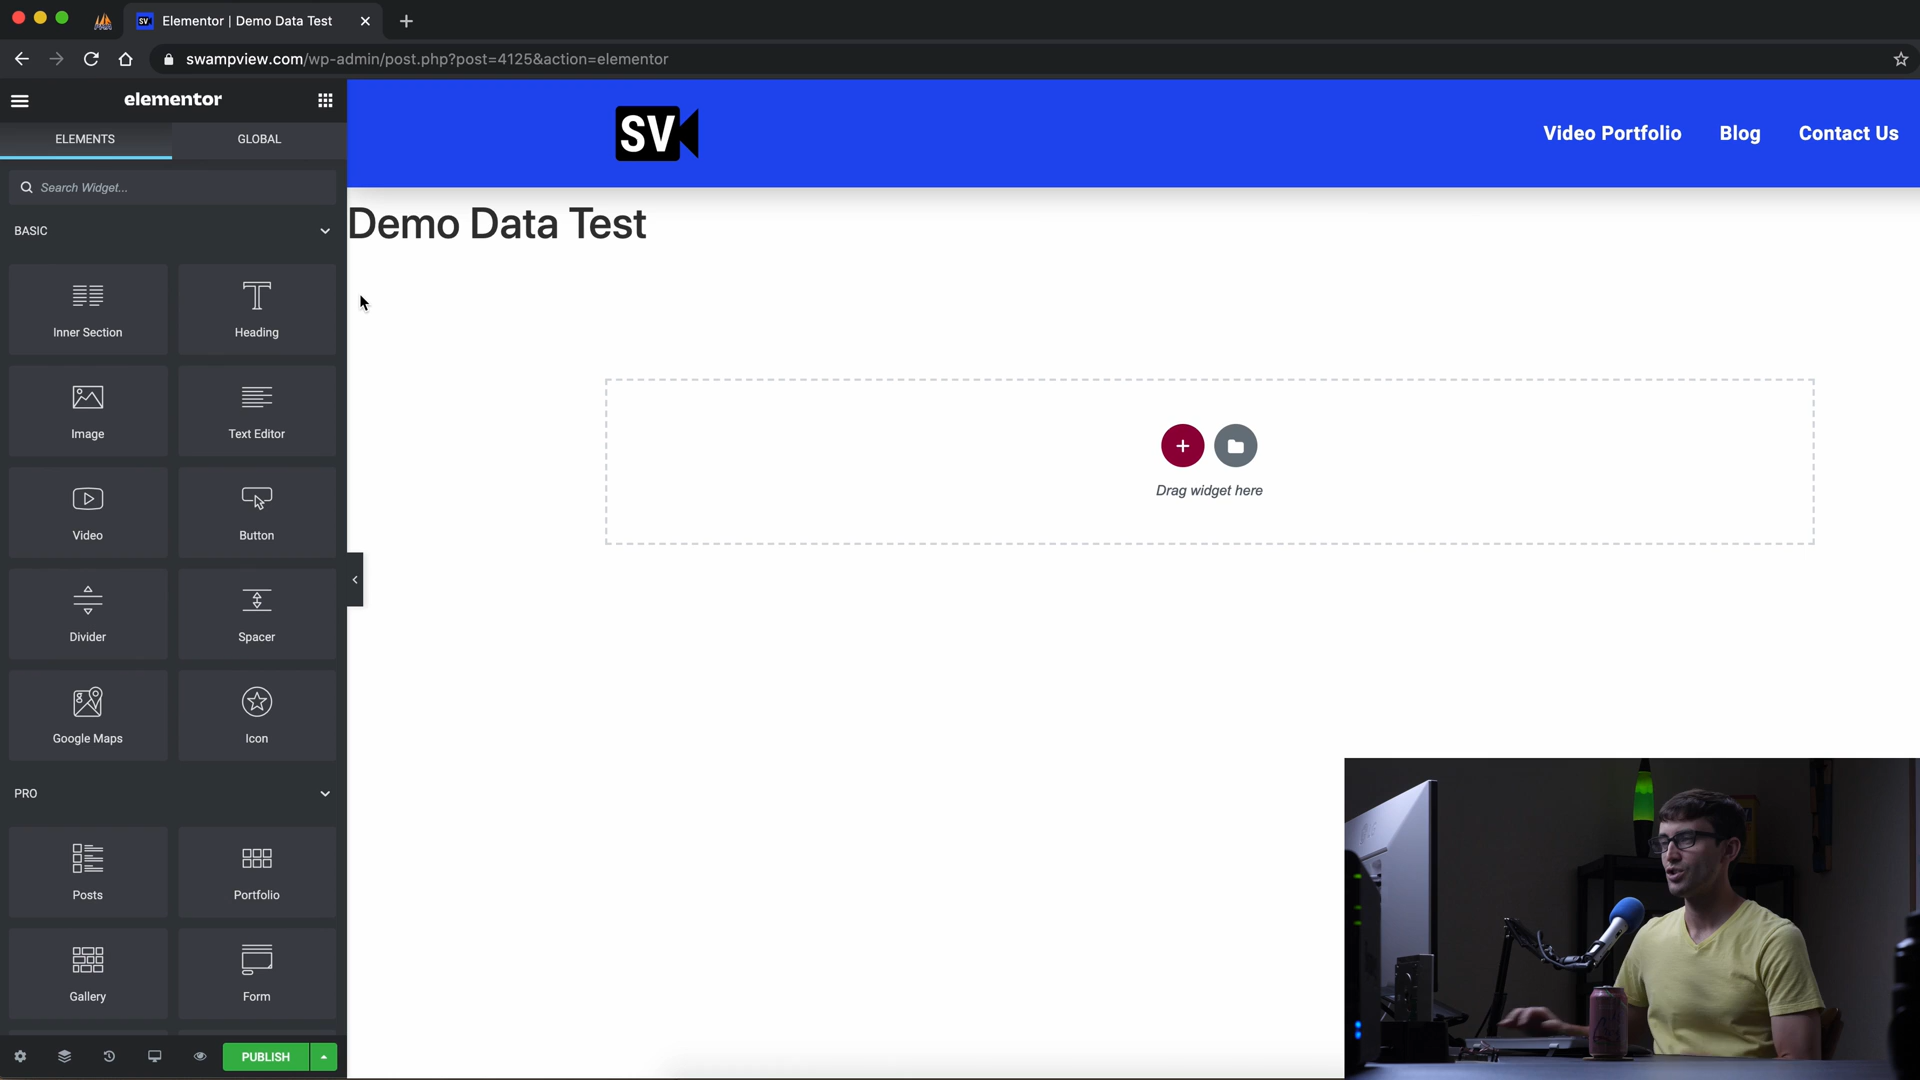 Elementor | Demo Data Test
swampview.com/wp-admin/post.php?post=4125&action=elementor
elementor
ELEMENTS
GLOBAL
Search Widget...
BASIC
Inner Section
Heading
Image
Text Editor
Video
Button
Divider
Spacer
Google Maps
Icon
PRO
Posts
Portfolio
Gallery
Form
PUBLISH
SV
Video Portfolio
Blog
Contact Us
Demo Data Test
Drag widget here